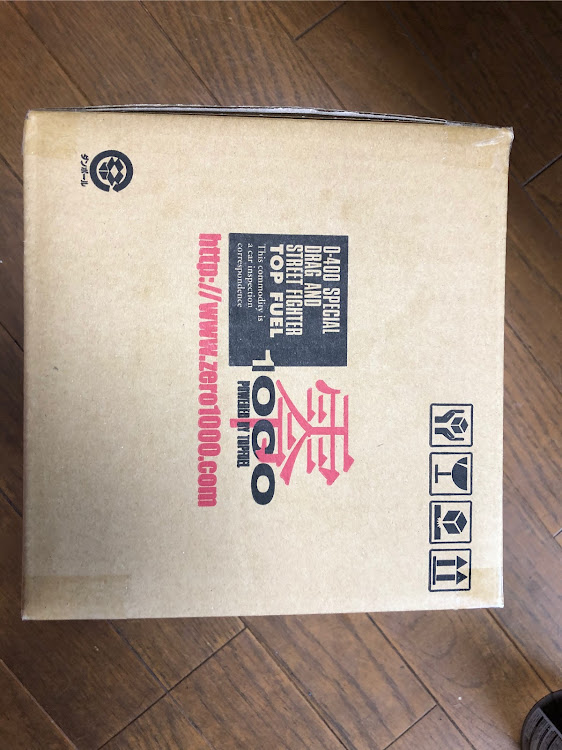 0-400 SPECIAL
DRAG AND
STREET FIGHTER
TOP FUEL
This commodity is
a car inspection
correspondence
零
1000
POWERED BY TOPFUEL
http://www.zero1000.com
ダンボール